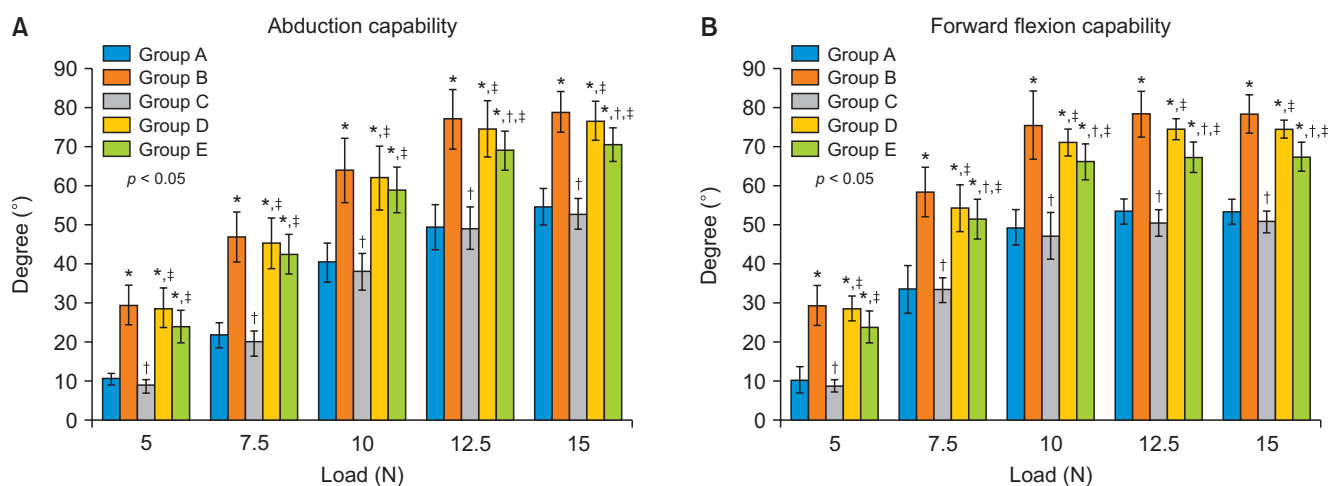 A
Abduction capability
Group A
Group B
Group C
Group D
Group E
p < 0.05
Degree (°)
90
80
70
60
50
40
30
20
10
0
*
†
*,‡
*,‡
*
†
*,‡
*,‡
*
†
*,‡
*,‡
*
†
*,‡
*,†,‡
*
†
*,‡
*,†,‡
5 7.5 10 12.5 15
Load (N)
B
Forward flexion capability
Group A
Group B
Group C
Group D
Group E
p < 0.05
Degree (°)
90
80
70
60
50
40
30
20
10
0
*
†
*,‡
*,‡
*
†
*,‡
*,†,‡
*
†
*,‡
*,†,‡
*
†
*,‡
*,†,‡
*
†
*,‡
*,†,‡
5 7.5 10 12.5 15
Load (N)